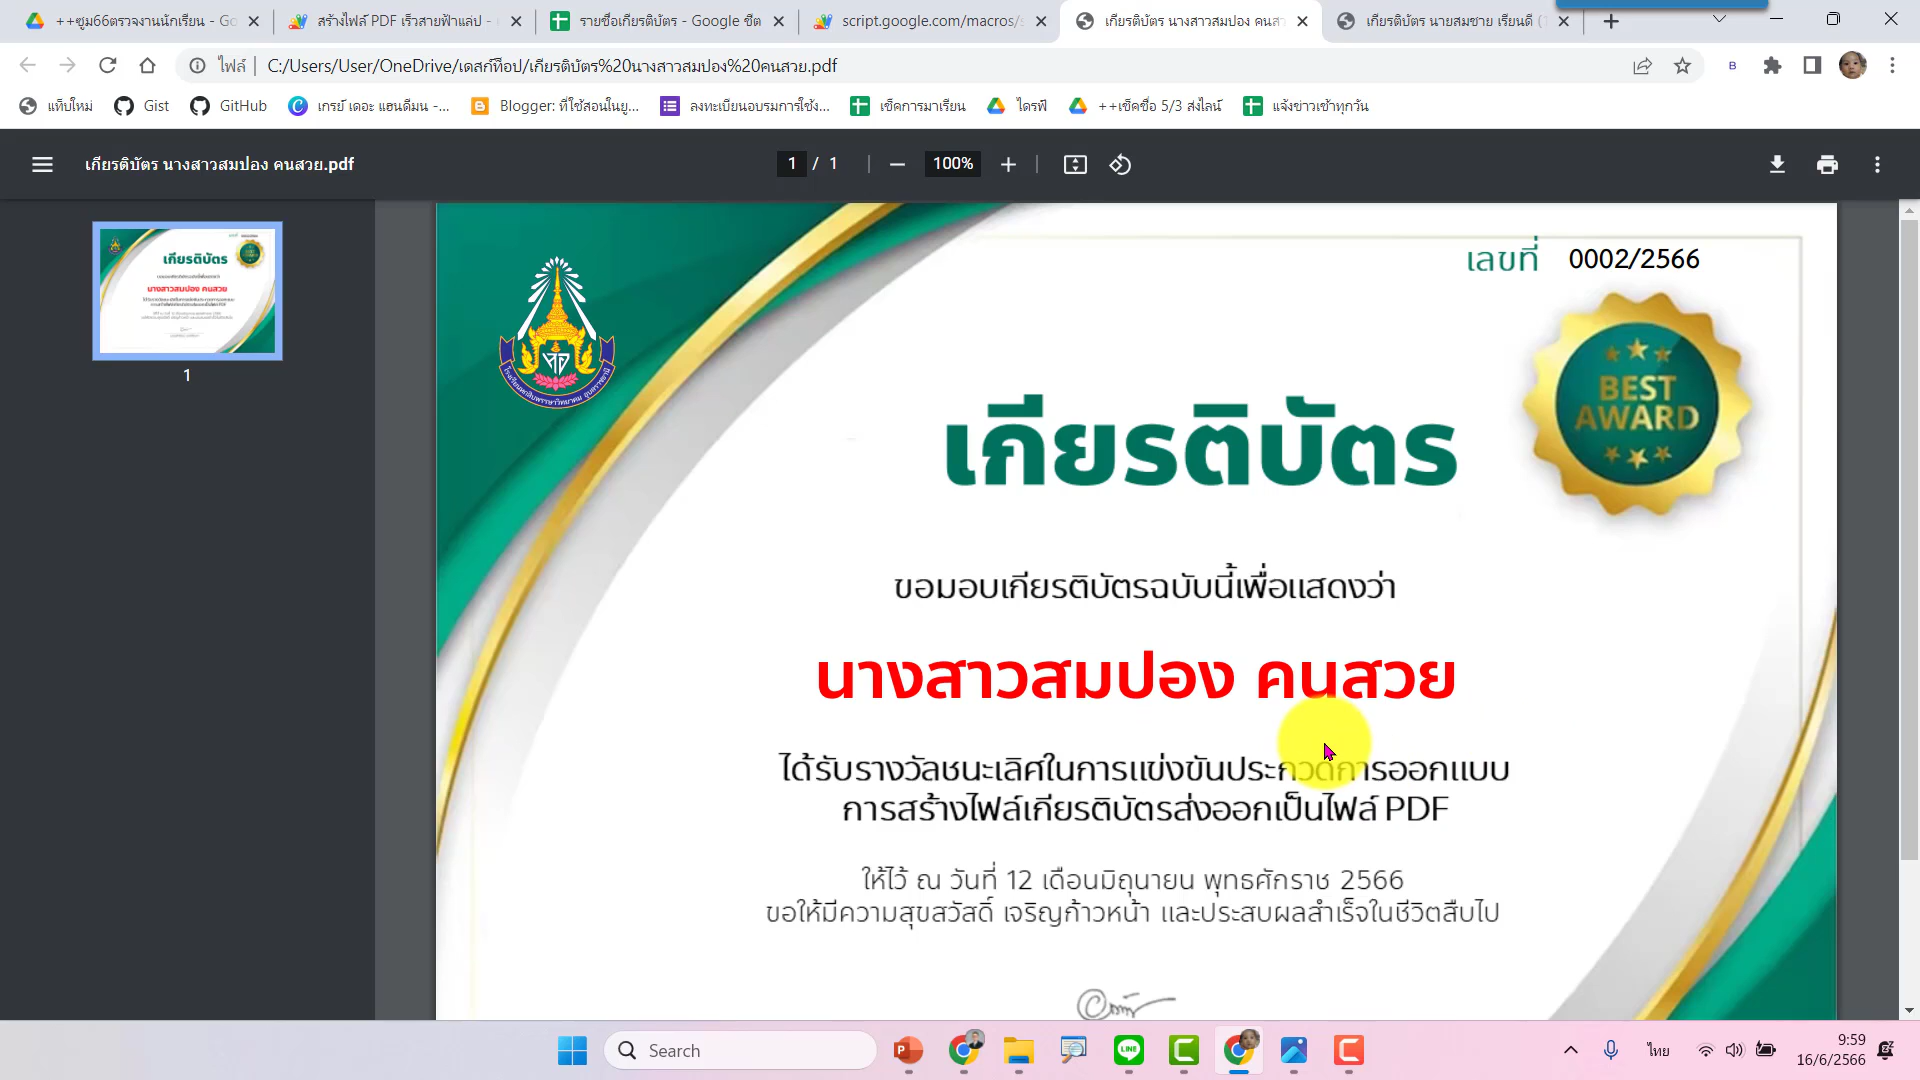 ++ซูม66ตรวจงานนักเรียน - Go
สร้างไฟล์ PDF เร็วสายฟ้าแลป -
รายชื่อเกียรติบัตร - Google ชีต
script.google.com/macros/s
เกียรติบัตร นางสาวสมปอง คนสว
เกียรติบัตร นายสมชาย เรียนดี (
ไฟล์ C:/Users/User/OneDrive/เดสก์ท็อป/เกียรติบัตร%20นางสาวสมปอง%20คนสวย.pdf
แท็บใหม่
Gist
GitHub
เกรย์ เดอะ แฮนดีมน -...
Blogger: ที่ใช้สอนในยู...
ลงทะเบียนอบรมการใช้ง...
เช็คการมาเรียน
ไดรฟ์
++เช็คชื่อ 5/3 ส่งไลน์
แจ้งข่าวเช้าทุกวัน
เกียรติบัตร นางสาวสมปอง คนสวย.pdf
1 / 1
100%
1
เลขที่ 0002/2566
BEST
AWARD
เกียรติบัตร
ขอมอบเกียรติบัตรฉบับนี้เพื่อแสดงว่า
นางสาวสมปอง คนสวย
ได้รับรางวัลชนะเลิศในการแข่งขันประกวดการออกแบบ
การสร้างไฟล์เกียรติบัตรส่งออกเป็นไฟล์ PDF
ให้ไว้ ณ วันที่ 12 เดือนมิถุนายน พุทธศักราช 2566
ขอให้มีความสุขสวัสดิ์ เจริญก้าวหน้า และประสบผลสำเร็จในชีวิตสืบไป
Search
ไทย
9:59
16/6/2566